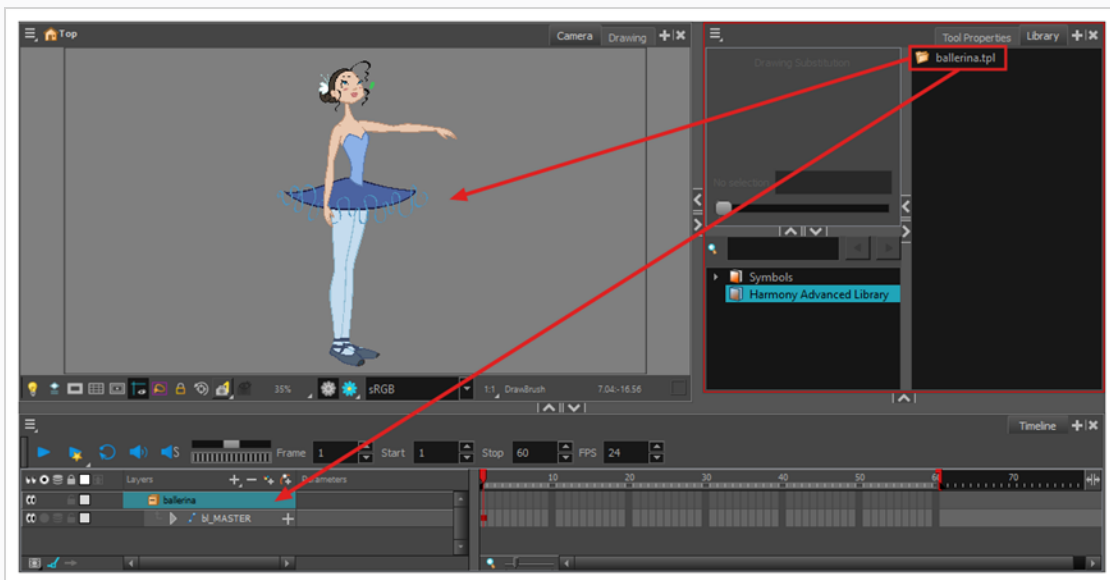 Top
Camera Drawing
Tool Properties Library
Drawing Substitution
ballerina.tpl
No selection
Symbols
Harmony Advanced Library
35% sRGB 1:1 DrawBrush 7.04:-16.56
Timeline
S Frame 1 Start 1 Stop 60 FPS 24
Layers Parameters
10 20 30 40 50 60 70
ballerina
bl_MASTER